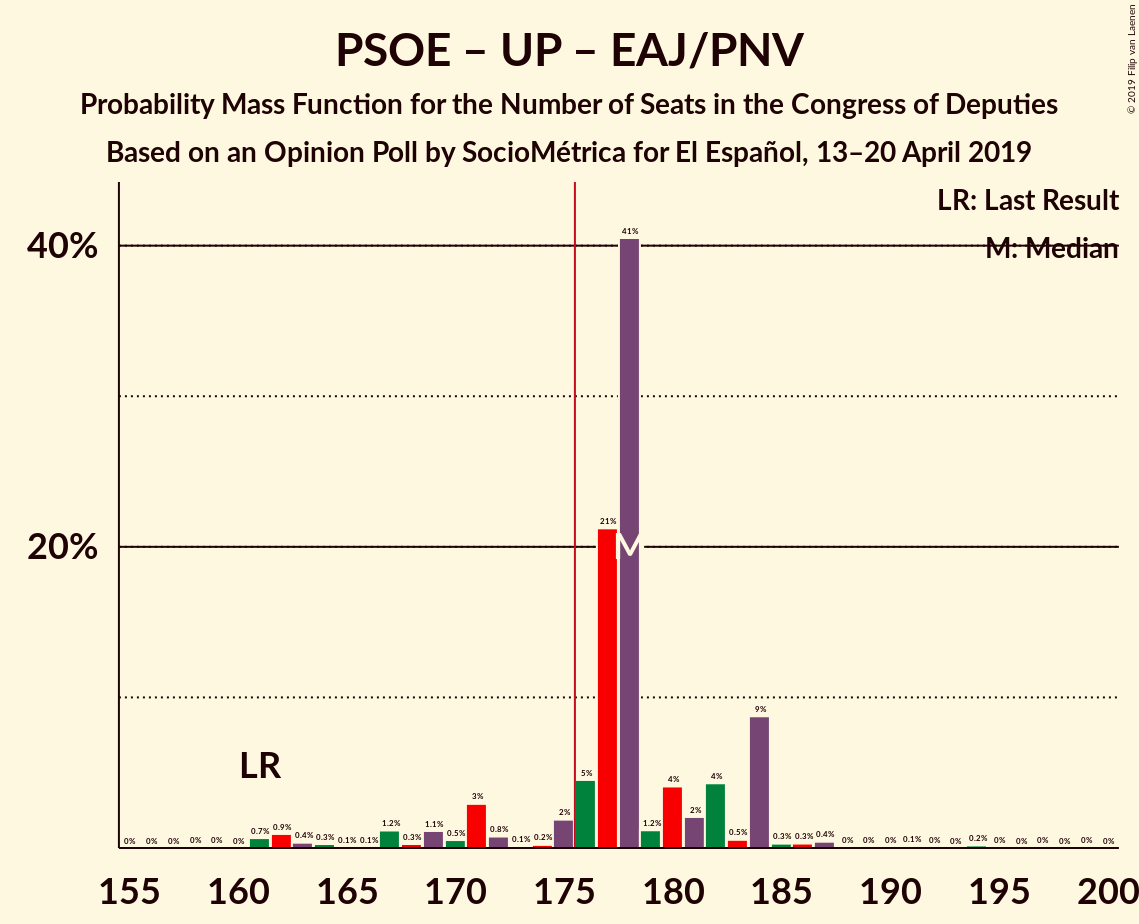 PSOE – UP – EAJ/PNV
Probability Mass Function for the Number of Seats in the Congress of Deputies
Based on an Opinion Poll by SocioMétrica for El Español, 13–20 April 2019
© 2019 Filip van Laenen
LR: Last Result
M: Median
40%
20%
LR
M
0% 0% 0% 0% 0% 0% 0.7% 0.9% 0.4% 0.3% 0.1% 0.1% 1.2% 0.3% 1.1% 0.5% 3% 0.8% 0.1% 0.2% 2% 5% 21% 41% 1.2% 4% 2% 4% 0.5% 9% 0.3% 0.3% 0.4% 0% 0% 0% 0.1% 0% 0% 0.2% 0% 0% 0% 0% 0% 0%
155 160 165 170 175 180 185 190 195 200